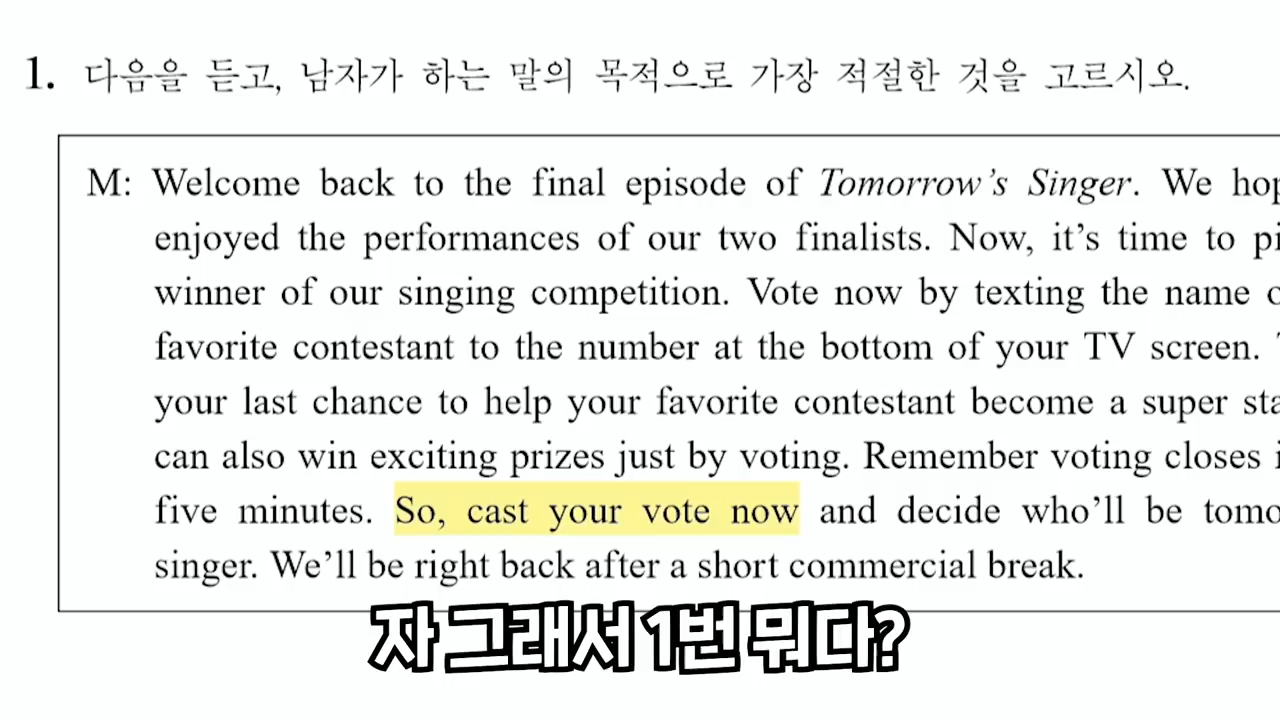 1. 다음을 듣고, 남자가 하는 말의 목적으로 가장 적절한 것을 고르시오.
M: Welcome back to the final episode of Tomorrow's Singer. We
enjoyed the performances of our two finalists. Now, it's time to
winner of our singing competition. Vote now by texting the name
favorite contestant to the number at the bottom of your TV screen.
your last chance to help your favorite contestant become a super
can also win exciting prizes just by voting. Remember voting closes
five minutes. So, cast your vote now and decide who'll be
singer. We'll be right back after a short commercial break.
자 그래서 1번 뭐다?